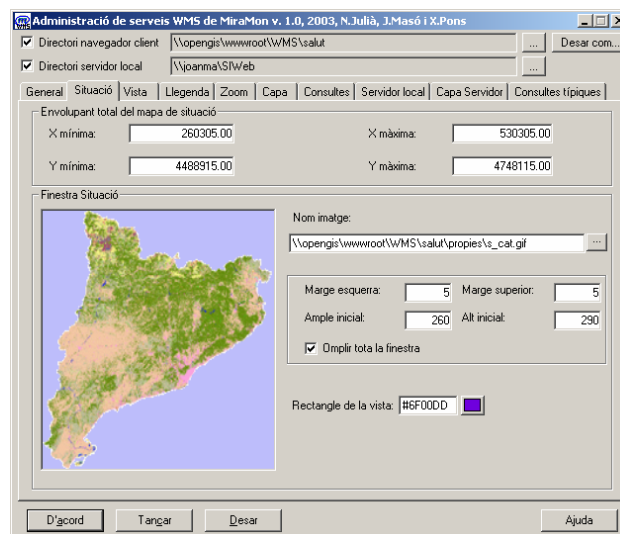 Administració de serveis WMS de MiraMon v. 1.0, 2003, N.Julià, J.Masó i X.Pons
Directori navegador client \\opengis\wwwroot\WMS\salut ... Desar com...
Directori servidor local \\joanma\SIWeb ...
General Situació Vista Llegenda Zoom Capa Consultes Servidor local Capa Servidor Consultes típiques
Envolupant total del mapa de situació
X mínima: 260305.00 X màxima: 530305.00
Y mínima: 4488915.00 Y màxima: 4748115.00
Finestra Situació
Nom imatge:
\\opengis\wwwroot\WMS\salut\propies\s_cat.gif ...
Marge esquerra: 5 Marge superior: 5
Ample inicial: 260 Alt inicial: 290
Omplir tota la finestra
Rectangle de la vista: #6F00DD
D'acord Tancar Desar Ajuda